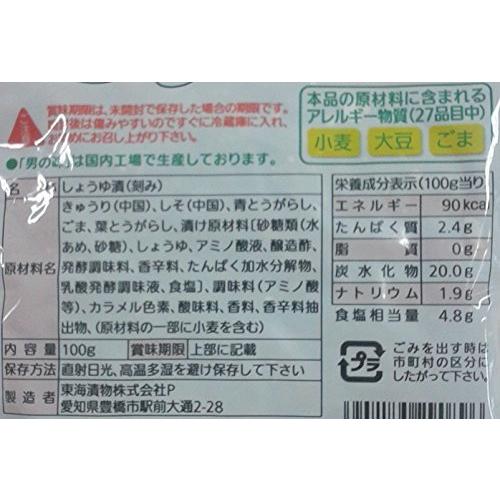 賞味期限は、未開封で保存した場合の期限です。
後は傷みやすいのですぐに冷蔵庫に入れ、
めにお召し上がり下さい。
●「男の」は国内工場で生産しております。
本品の原材料に含まれる
アレルギー物質(27品目中)
小麦 大豆 ごま
名 しょうゆ漬(刻み)
原材料名 きゅうり(中国)、しそ(中国)、青とうがらし、
ごま、葉とうがらし、漬け原材料〔砂糖類(水
あめ、砂糖)、しょうゆ、アミノ酸液、醸造酢、
発酵調味料、香辛料、たんぱく加水分解物、
乳酸発酵調味液、食塩〕、調味料(アミノ酸
等)、カラメル色素、酸味料、香料、香辛料抽
出物、(原材料の一部に小麦を含む)
内容量 100g 賞味期限 上部に記載
保存方法 直射日光、高温多湿を避け保存して下さい
製造者 東海漬物株式会社P
愛知県豊橋市駅前大通2-28
栄養成分表示(100g当り)
エネルギー 90kcal
たんぱく質 2.4g
脂質 0g
炭水化物 20.0g
ナトリウム 1.9g
食塩相当量 4.8g
プラ
ごみを出す時は
市町村の区分に
したがって下さい。